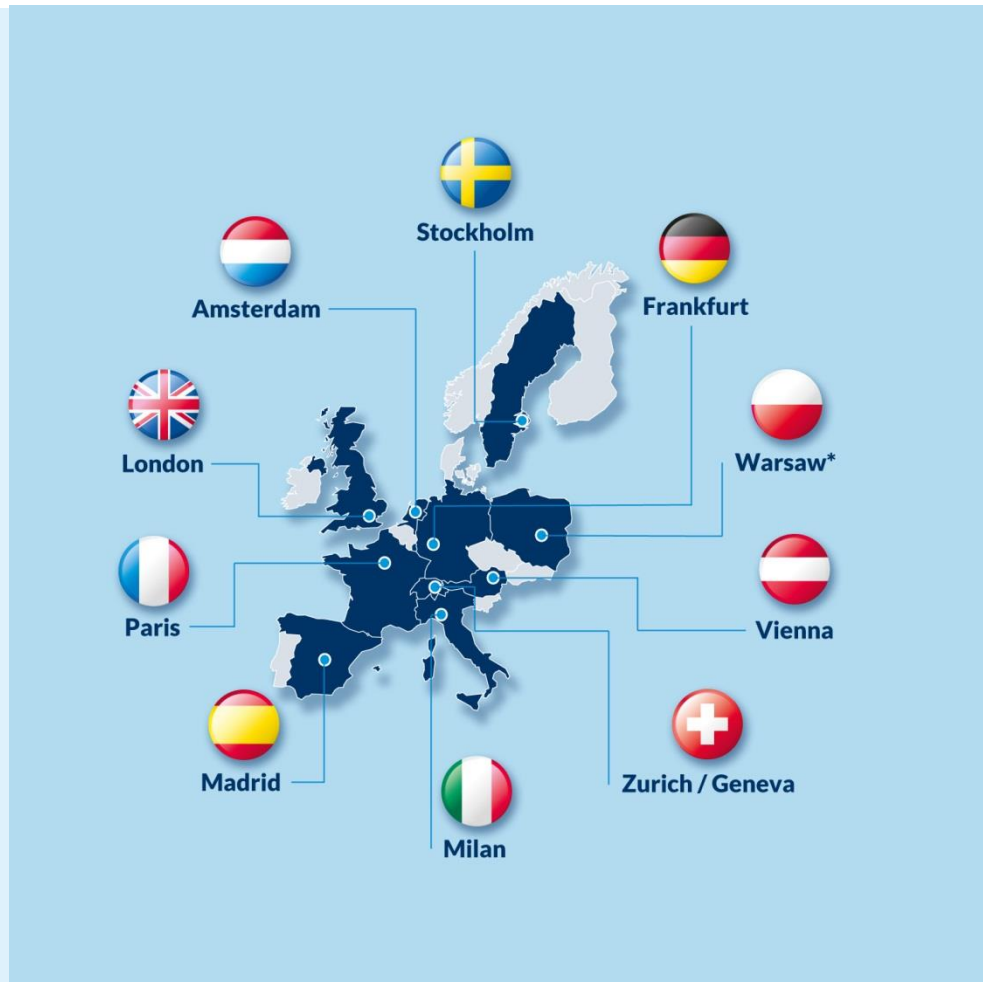 Stockholm
Amsterdam
Frankfurt
London
Warsaw*
Paris
Vienna
Madrid
Zurich / Geneva
Milan